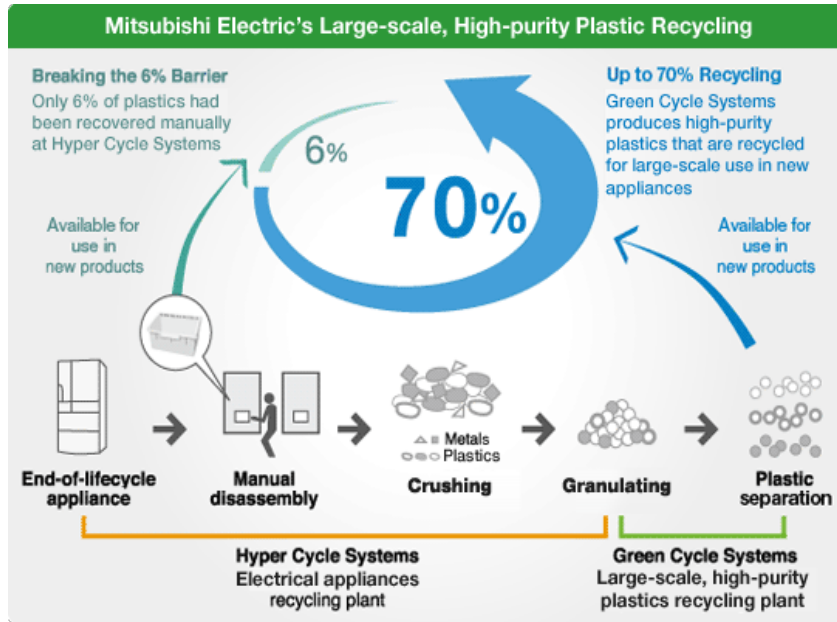 Mitsubishi Electric's Large-scale, High-purity Plastic Recycling
Breaking the 6% Barrier
Only 6% of plastics had
been recovered manually
at Hyper Cycle Systems
Up to 70% Recycling
Green Cycle Systems
produces high-purity
plastics that are recycled
for large-scale use in new
appliances
6%
70%
Available for
use in
new products
Available for
use in
new products
Metals
Plastics
End-of-lifecycle
appliance
Manual
disassembly
Crushing
Granulating
Plastic
separation
Hyper Cycle Systems
Electrical appliances
recycling plant
Green Cycle Systems
Large-scale, high-purity
plastics recycling plant